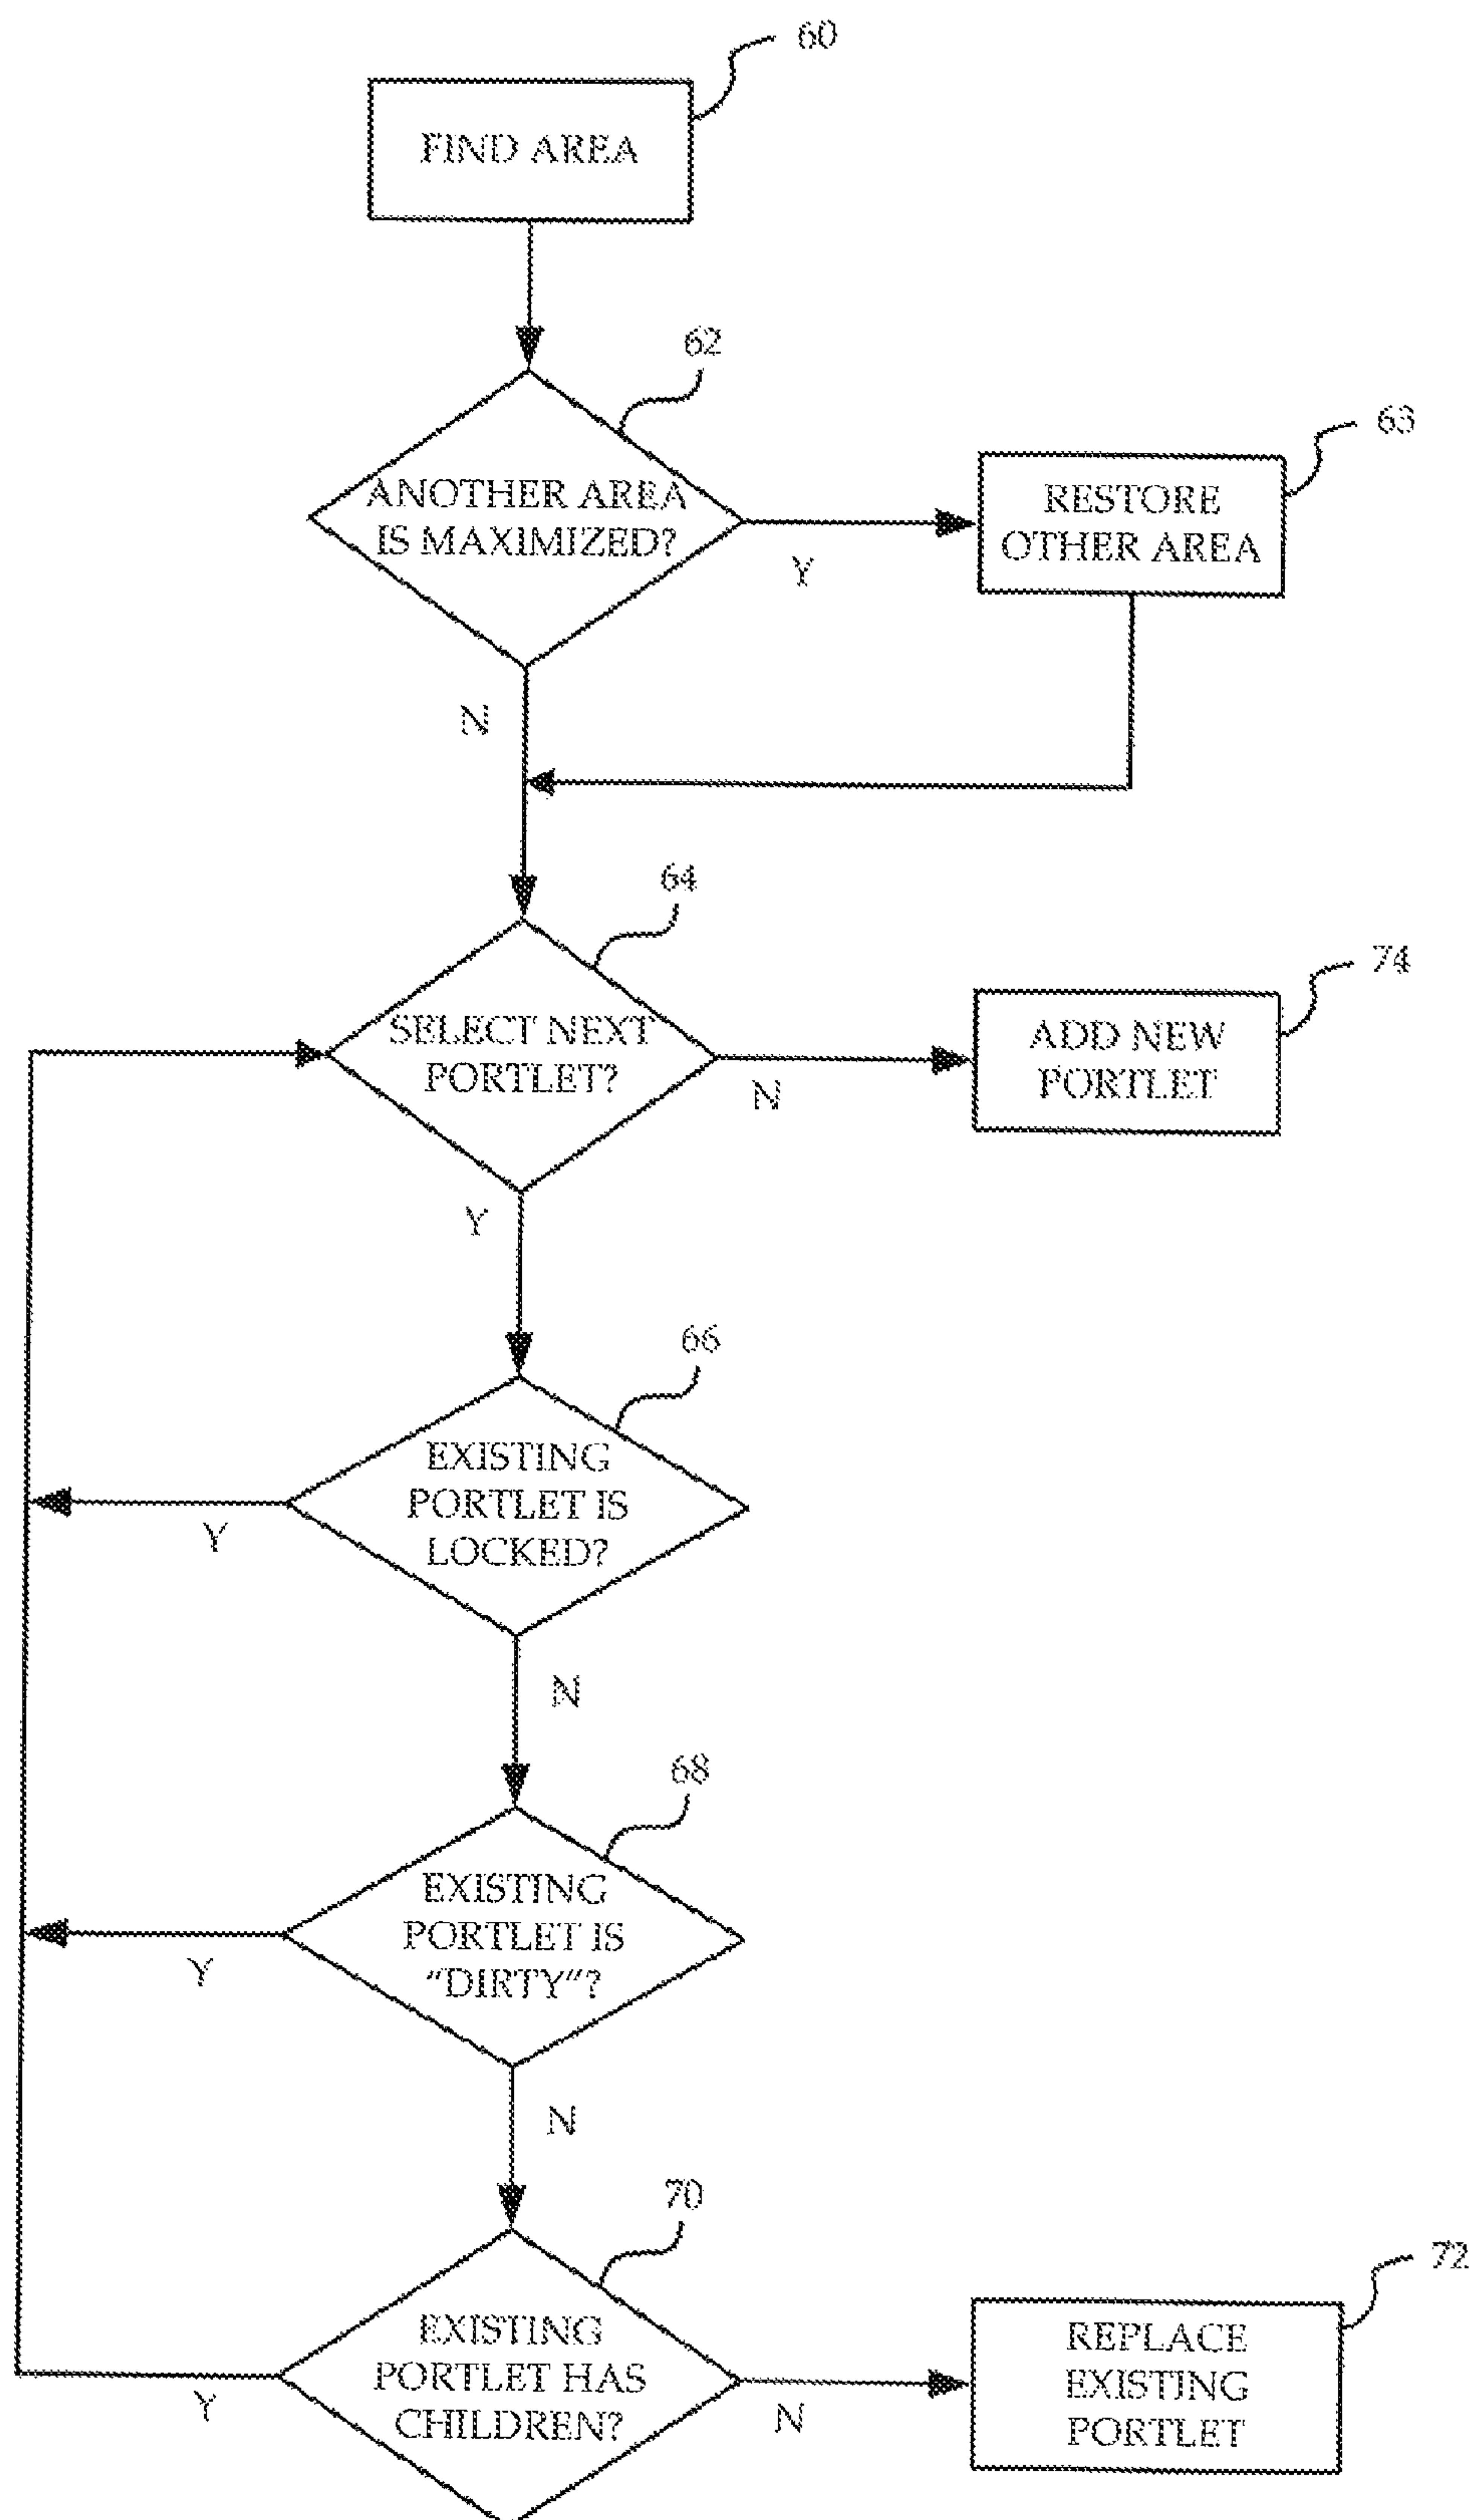 60
FIND AREA
62
ANOTHER AREA
IS MAXIMIZED?
Y
N
63
RESTORE
OTHER AREA
64
SELECT NEXT
PORTLET?
N
Y
74
ADD NEW
PORTLET
66
EXISTING
PORTLET IS
LOCKED?
Y
N
68
EXISTING
PORTLET IS
"DIRTY"?
Y
N
70
EXISTING
PORTLET HAS
CHILDREN?
Y
N
72
REPLACE
EXISTING
PORTLET